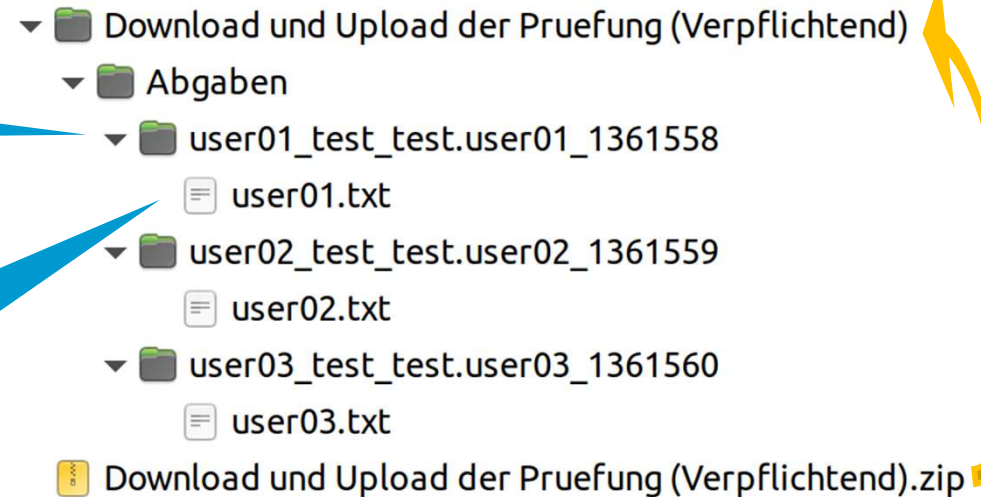 Download und Upload der Pruefung (Verpflichtend)
Abgaben
user01_test_test.user01_1361558
user01.txt
user02_test_test.user02_1361559
user02.txt
user03_test_test.user03_1361560
user03.txt
Download und Upload der Pruefung (Verpflichtend).zip